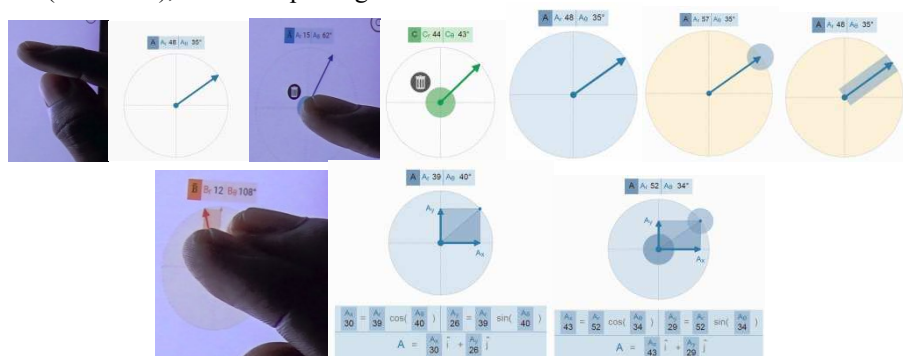 A Ar 48 Aθ 35°
A Ar 15 Aθ 62°
C Cr 44 Cθ 43°
A Ar 48 Aθ 35°
A Ar 57 Aθ 35°
A Ar 48 Aθ 35°
B Br 12 Bθ 108°
A Ar 39 Aθ 40°
Ay
Ax
Ax 30 = Ar 39 cos( Aθ 40 ) Ay 26 = Ar 39 sin( Aθ 40 )
A = Ax 30 î + Ay 26 ĵ
A Ar 52 Aθ 34°
Ay
Ax
Ax 43 = Ar 52 cos( Aθ 34 ) Ay 29 = Ar 52 sin( Aθ 34 )
A = Ax 43 î + Ay 29 ĵ